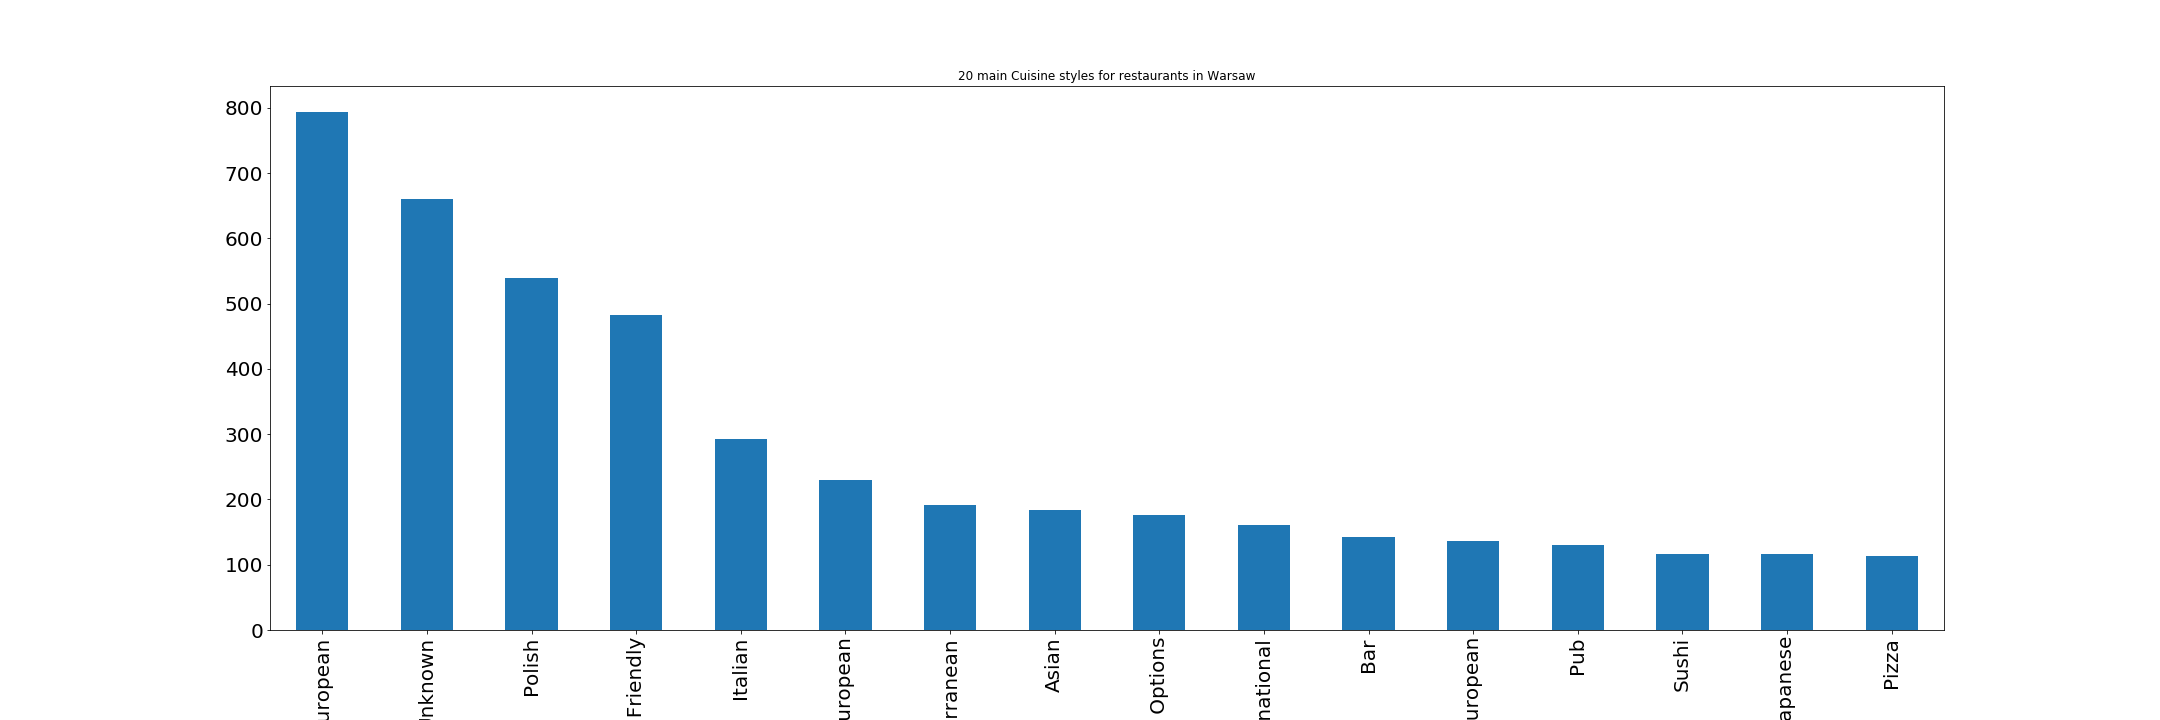 20 main Cuisine styles for restaurants in Warsaw
800
700
600
500
400
300
200
100
0
uropean
nknown
Polish
Friendly
Italian
uropean
rranean
Asian
Options
national
Bar
uropean
Pub
Sushi
apanese
Pizza